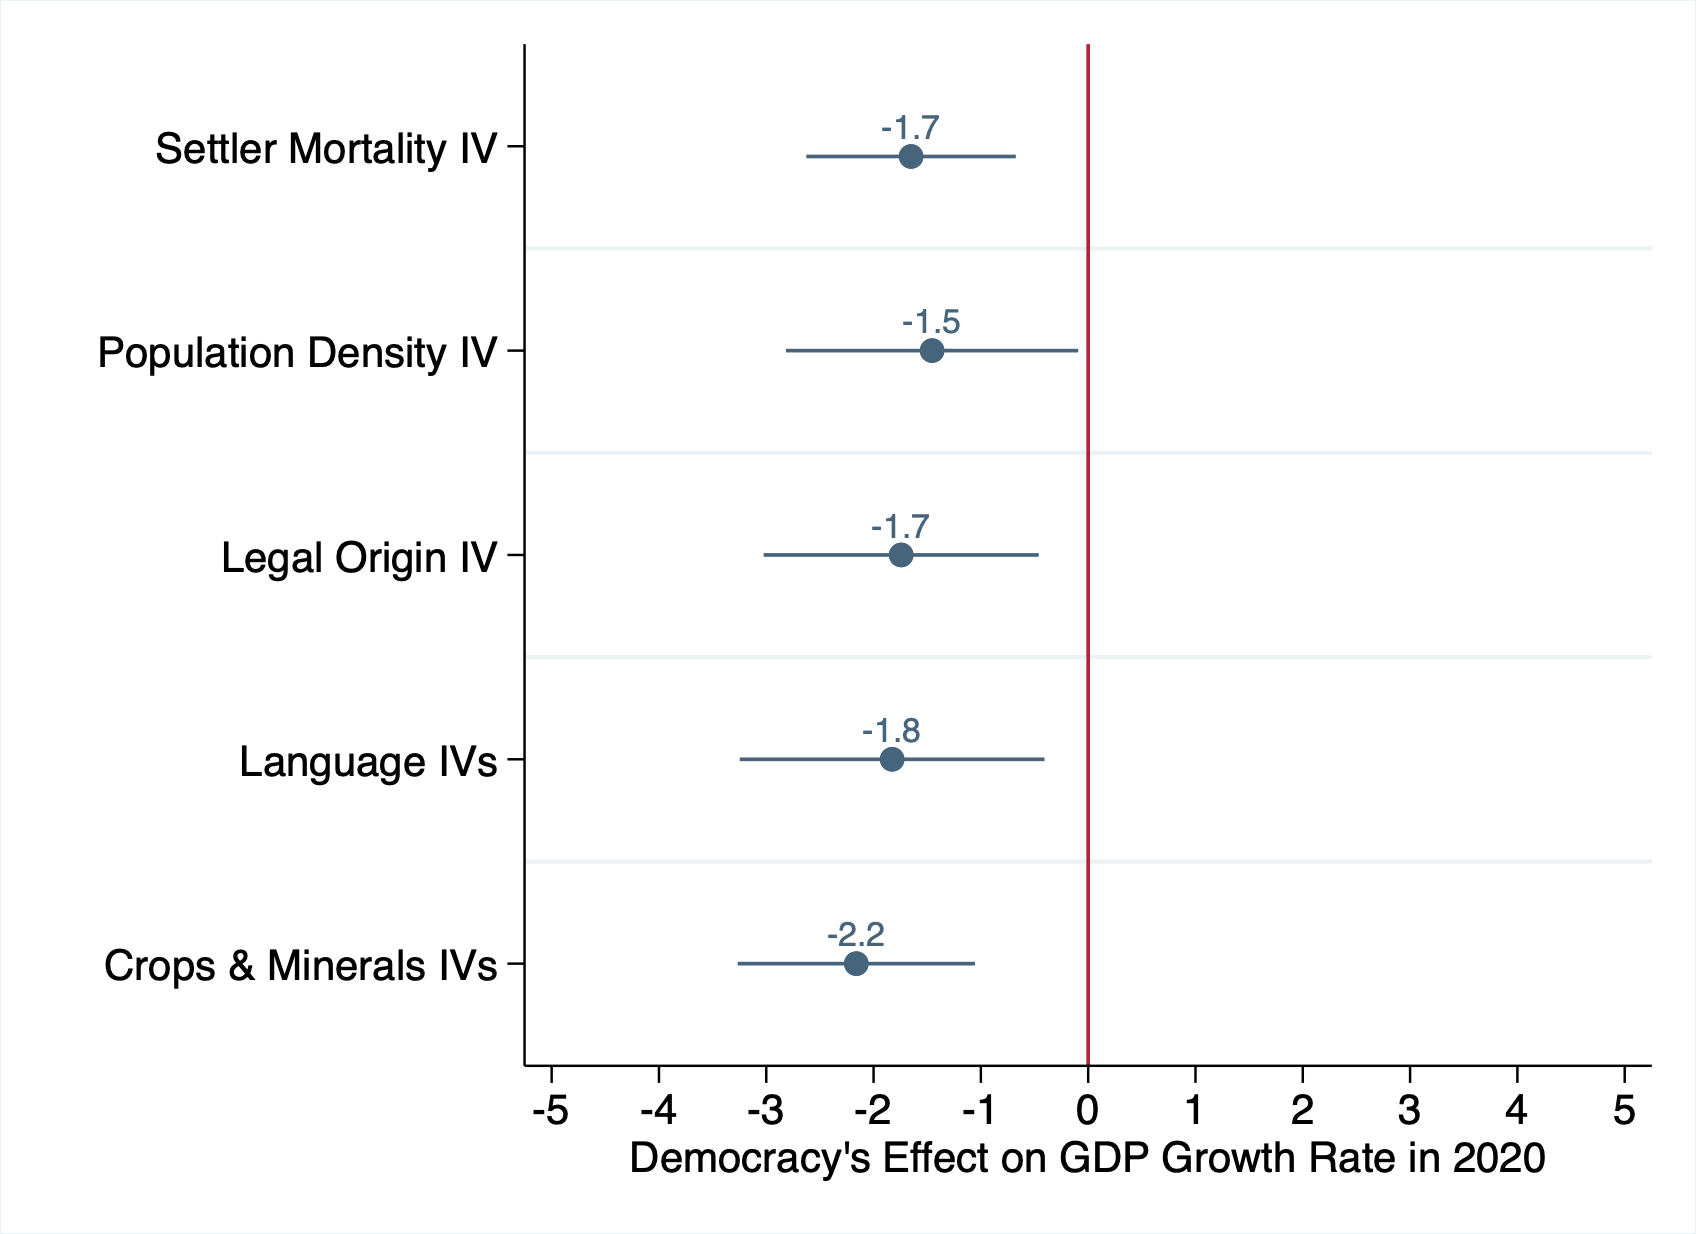 Settler Mortality IV
-1.7
Population Density IV
-1.5
Legal Origin IV
-1.7
Language IVs
-1.8
Crops & Minerals IVs
-2.2
-5 -4 -3 -2 -1 0 1 2 3 4 5
Democracy's Effect on GDP Growth Rate in 2020